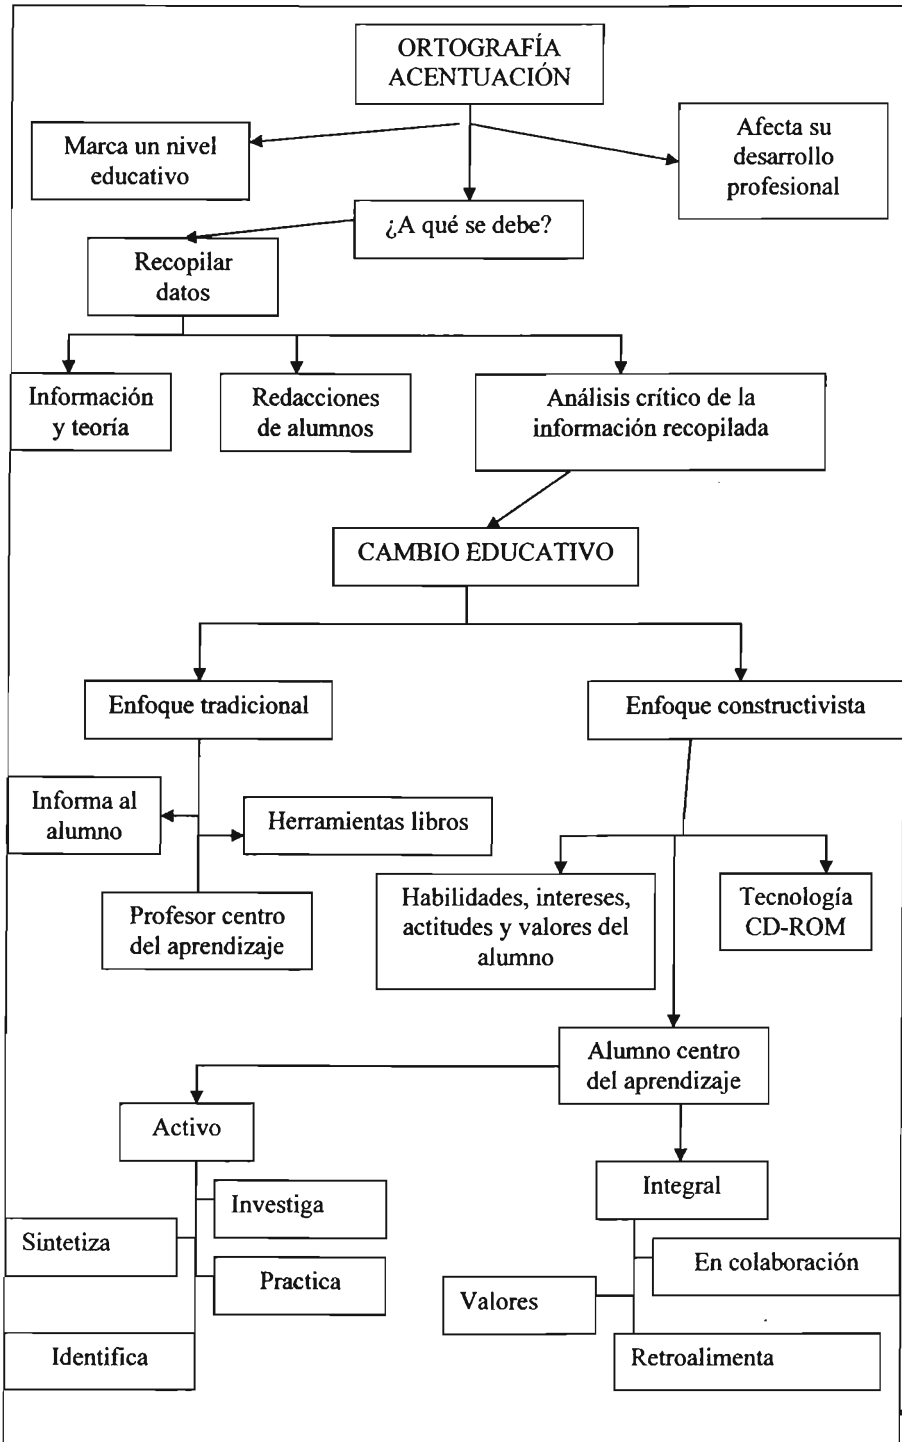 ORTOGRAFÍA
ACENTUACIÓN
Marca un nivel
educativo
Afecta su
desarrollo
profesional
¿A qué se debe?
Recopilar
datos
Información
y teoría
Redacciones
de alumnos
Análisis crítico de la
información recopilada
CAMBIO EDUCATIVO
Enfoque tradicional
Enfoque constructivista
Informa al
alumno
Herramientas libros
Profesor centro
del aprendizaje
Habilidades, intereses,
actitudes y valores del
alumno
Tecnología
CD-ROM
Alumno centro
del aprendizaje
Activo
Integral
Investiga
Sintetiza
En colaboración
Practica
Valores
Identifica
Retroalimenta